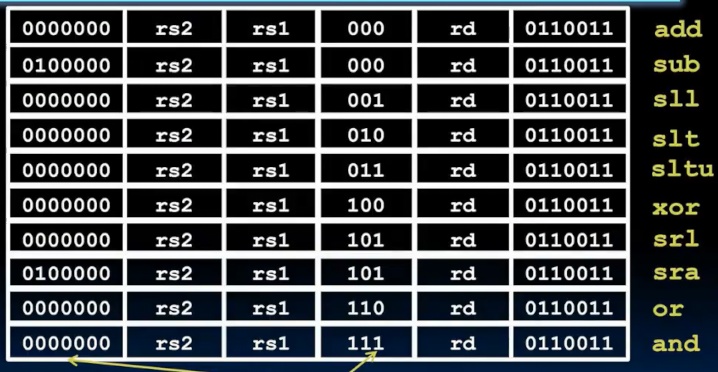 0000000 rs2 rs1 000 rd 0110011 add
0100000 rs2 rs1 000 rd 0110011 sub
0000000 rs2 rs1 001 rd 0110011 sll
0000000 rs2 rs1 010 rd 0110011 slt
0000000 rs2 rs1 011 rd 0110011 sltu
0000000 rs2 rs1 100 rd 0110011 xor
0000000 rs2 rs1 101 rd 0110011 srl
0100000 rs2 rs1 101 rd 0110011 sra
0000000 rs2 rs1 110 rd 0110011 or
0000000 rs2 rs1 111 rd 0110011 and